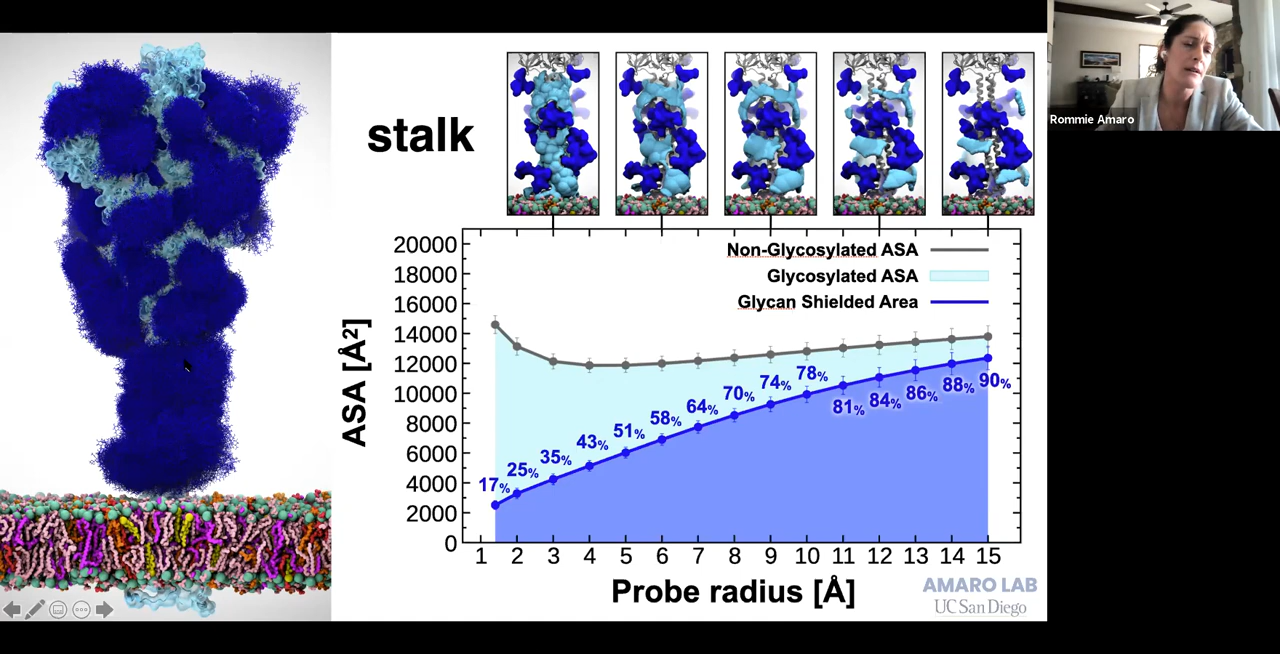 Rommie Amaro
stalk
Non-Glycosylated ASA
Glycosylated ASA
Glycan Shielded Area
ASA [Å²]
20000
18000
16000
14000
12000
10000
8000
6000
4000
2000
0
17%
25%
35%
43%
51%
58%
64%
70%
74%
78%
81%
84%
86%
88%
90%
1 2 3 4 5 6 7 8 9 10 11 12 13 14 15
Probe radius [Å]
AMARO LAB
UC San Diego